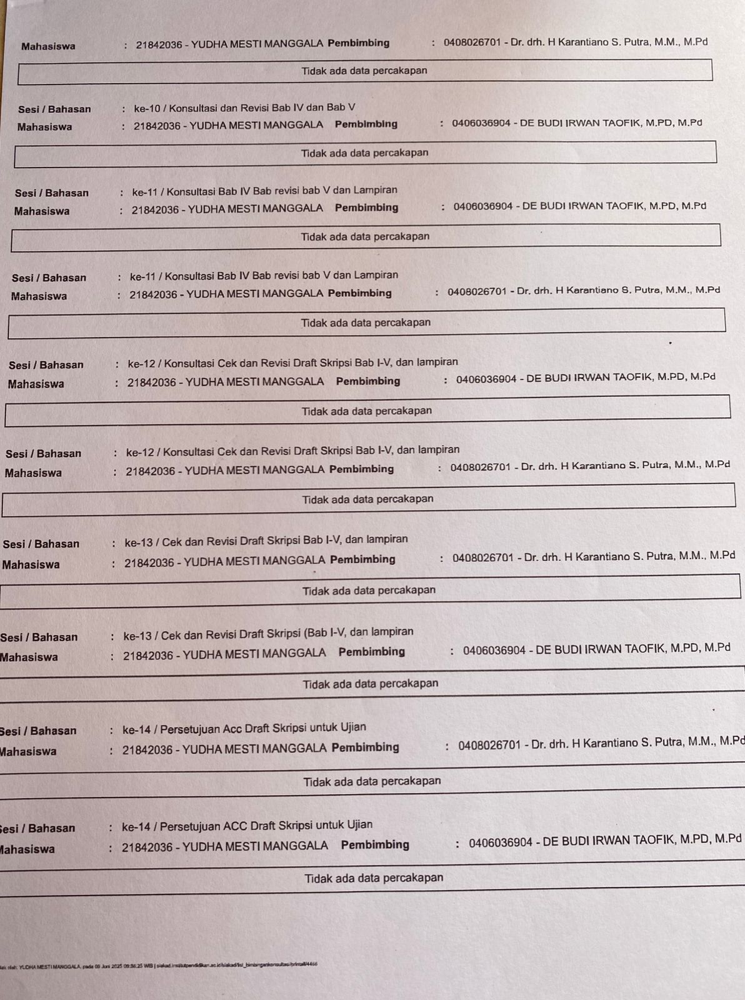 Mahasiswa : 21842036 - YUDHA MESTI MANGGALA Pembimbing : 0408026701 - Dr. drh. H Karantiano S. Putra, M.M., M.Pd
Tidak ada data percakapan
Sesi / Bahasan : ke-10 / Konsultasi dan Revisi Bab IV dan Bab V
Mahasiswa : 21842036 - YUDHA MESTI MANGGALA Pembimbing : 0406036904 - DE BUDI IRWAN TAOFIK, M.PD, M.Pd
Tidak ada data percakapan
Sesi / Bahasan : ke-11 / Konsultasi Bab IV Bab revisi bab V dan Lampiran
Mahasiswa : 21842036 - YUDHA MESTI MANGGALA Pembimbing : 0406036904 - DE BUDI IRWAN TAOFIK, M.PD, M.Pd
Tidak ada data percakapan
Sesi / Bahasan : ke-11 / Konsultasi Bab IV Bab revisi bab V dan Lampiran
Mahasiswa : 21842036 - YUDHA MESTI MANGGALA Pembimbing : 0408026701 - Dr. drh. H Karantiano S. Putra, M.M., M.Pd
Tidak ada data percakapan
Sesi / Bahasan : ke-12 / Konsultasi Cek dan Revisi Draft Skripsi Bab I-V, dan lampiran
Mahasiswa : 21842036 - YUDHA MESTI MANGGALA Pembimbing : 0406036904 - DE BUDI IRWAN TAOFIK, M.PD, M.Pd
Tidak ada data percakapan
Sesi / Bahasan : ke-12 / Konsultasi Cek dan Revisi Draft Skripsi Bab I-V, dan lampiran
Mahasiswa : 21842036 - YUDHA MESTI MANGGALA Pembimbing : 0408026701 - Dr. drh. H Karantiano S. Putra, M.M., M.Pd
Tidak ada data percakapan
Sesi / Bahasan : ke-13 / Cek dan Revisi Draft Skripsi Bab I-V, dan lampiran
Mahasiswa : 21842036 - YUDHA MESTI MANGGALA Pembimbing : 0408026701 - Dr. drh. H Karantiano S. Putra, M.M., M.Pd
Tidak ada data percakapan
Sesi / Bahasan : ke-13 / Cek dan Revisi Draft Skripsi (Bab I-V, dan lampiran
Mahasiswa : 21842036 - YUDHA MESTI MANGGALA Pembimbing : 0406036904 - DE BUDI IRWAN TAOFIK, M.PD, M.Pd
Tidak ada data percakapan
Sesi / Bahasan : ke-14 / Persetujuan Acc Draft Skripsi untuk Ujian
Mahasiswa : 21842036 - YUDHA MESTI MANGGALA Pembimbing : 0408026701 - Dr. drh. H Karantiano S. Putra, M.M., M.Pd
Tidak ada data percakapan
Sesi / Bahasan : ke-14 / Persetujuan ACC Draft Skripsi untuk Ujian
Mahasiswa : 21842036 - YUDHA MESTI MANGGALA Pembimbing : 0406036904 - DE BUDI IRWAN TAOFIK, M.PD, M.Pd
Tidak ada data percakapan
oleh: YUDHA MESTI MANGGALA, pada 09 Juni 2025 09:36:25 WIB | siakad.institutpendidikan.ac.id/siakad/list_bimbingankonsultasi/printall/4466